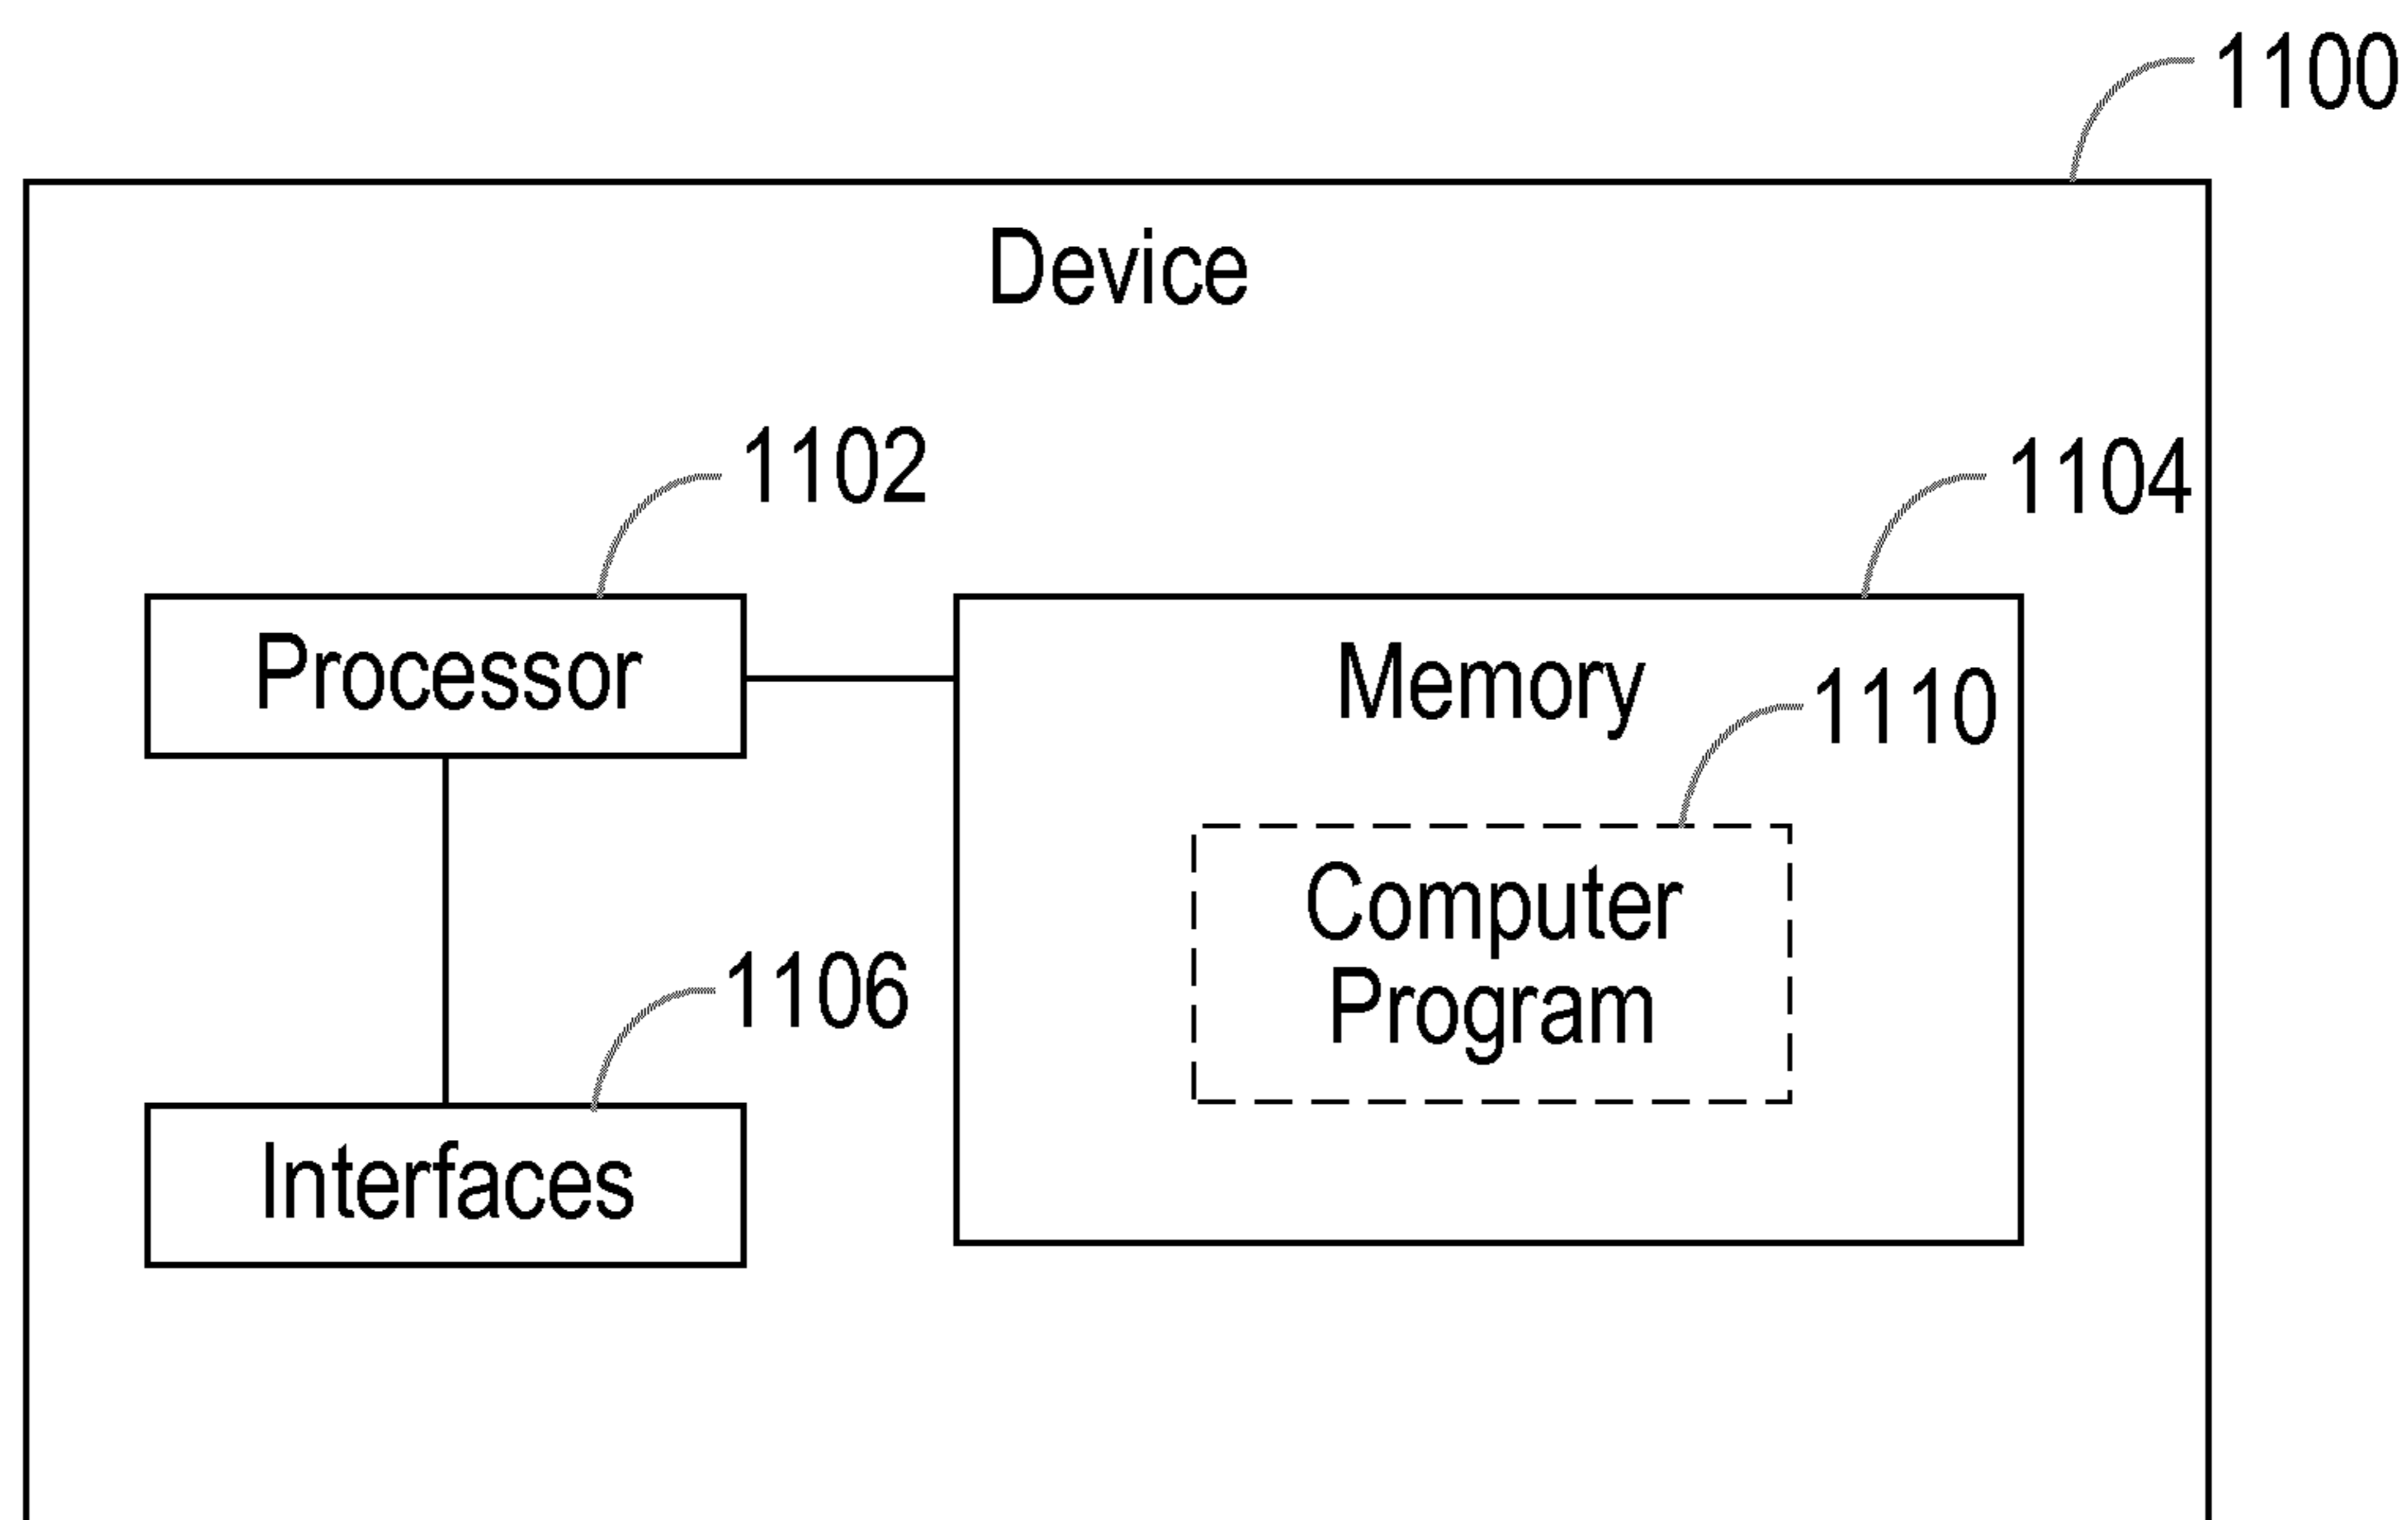 1100
Device
1102
1104
Processor
Memory
1110
Computer
Program
1106
Interfaces